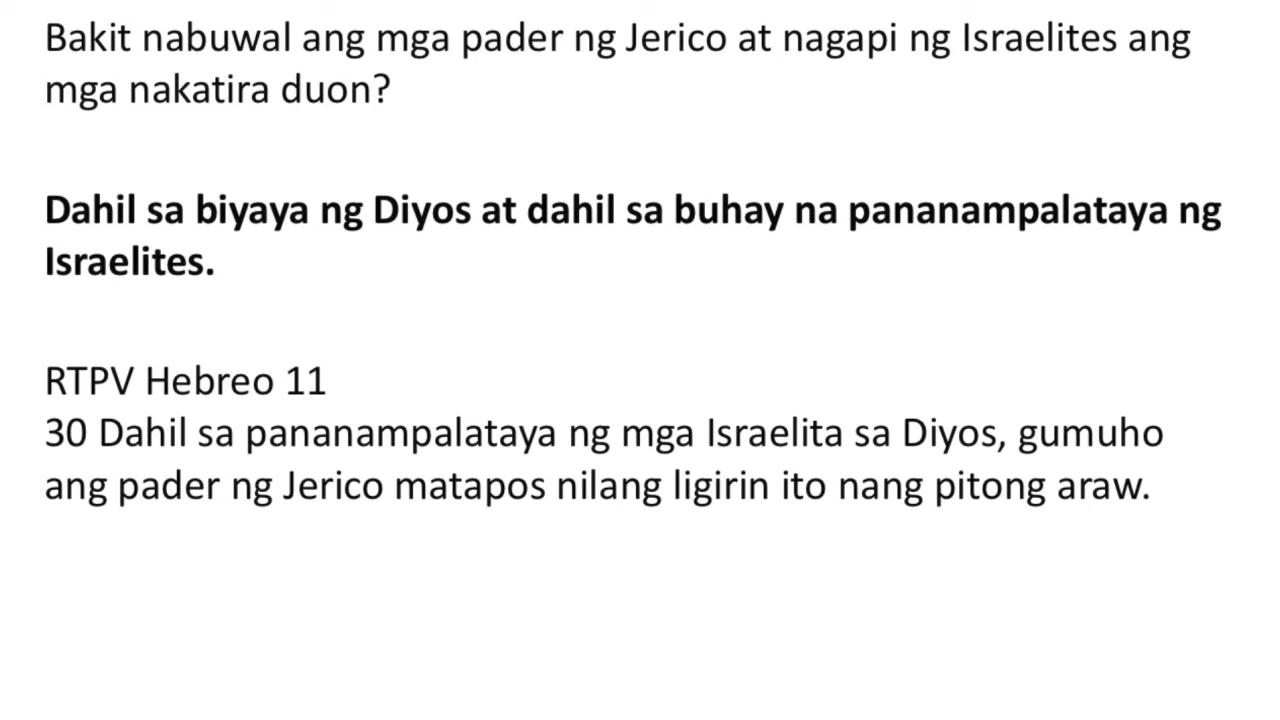 Bakit nabuwal ang mga pader ng Jerico at nagapi ng Israelites ang
mga nakatira duon?
Dahil sa biyaya ng Diyos at dahil sa buhay na pananampalataya ng
Israelites.
RTPV Hebreo 11
30 Dahil sa pananampalataya ng mga Israelita sa Diyos, gumuho
ang pader ng Jerico matapos nilang ligirin ito nang pitong araw.